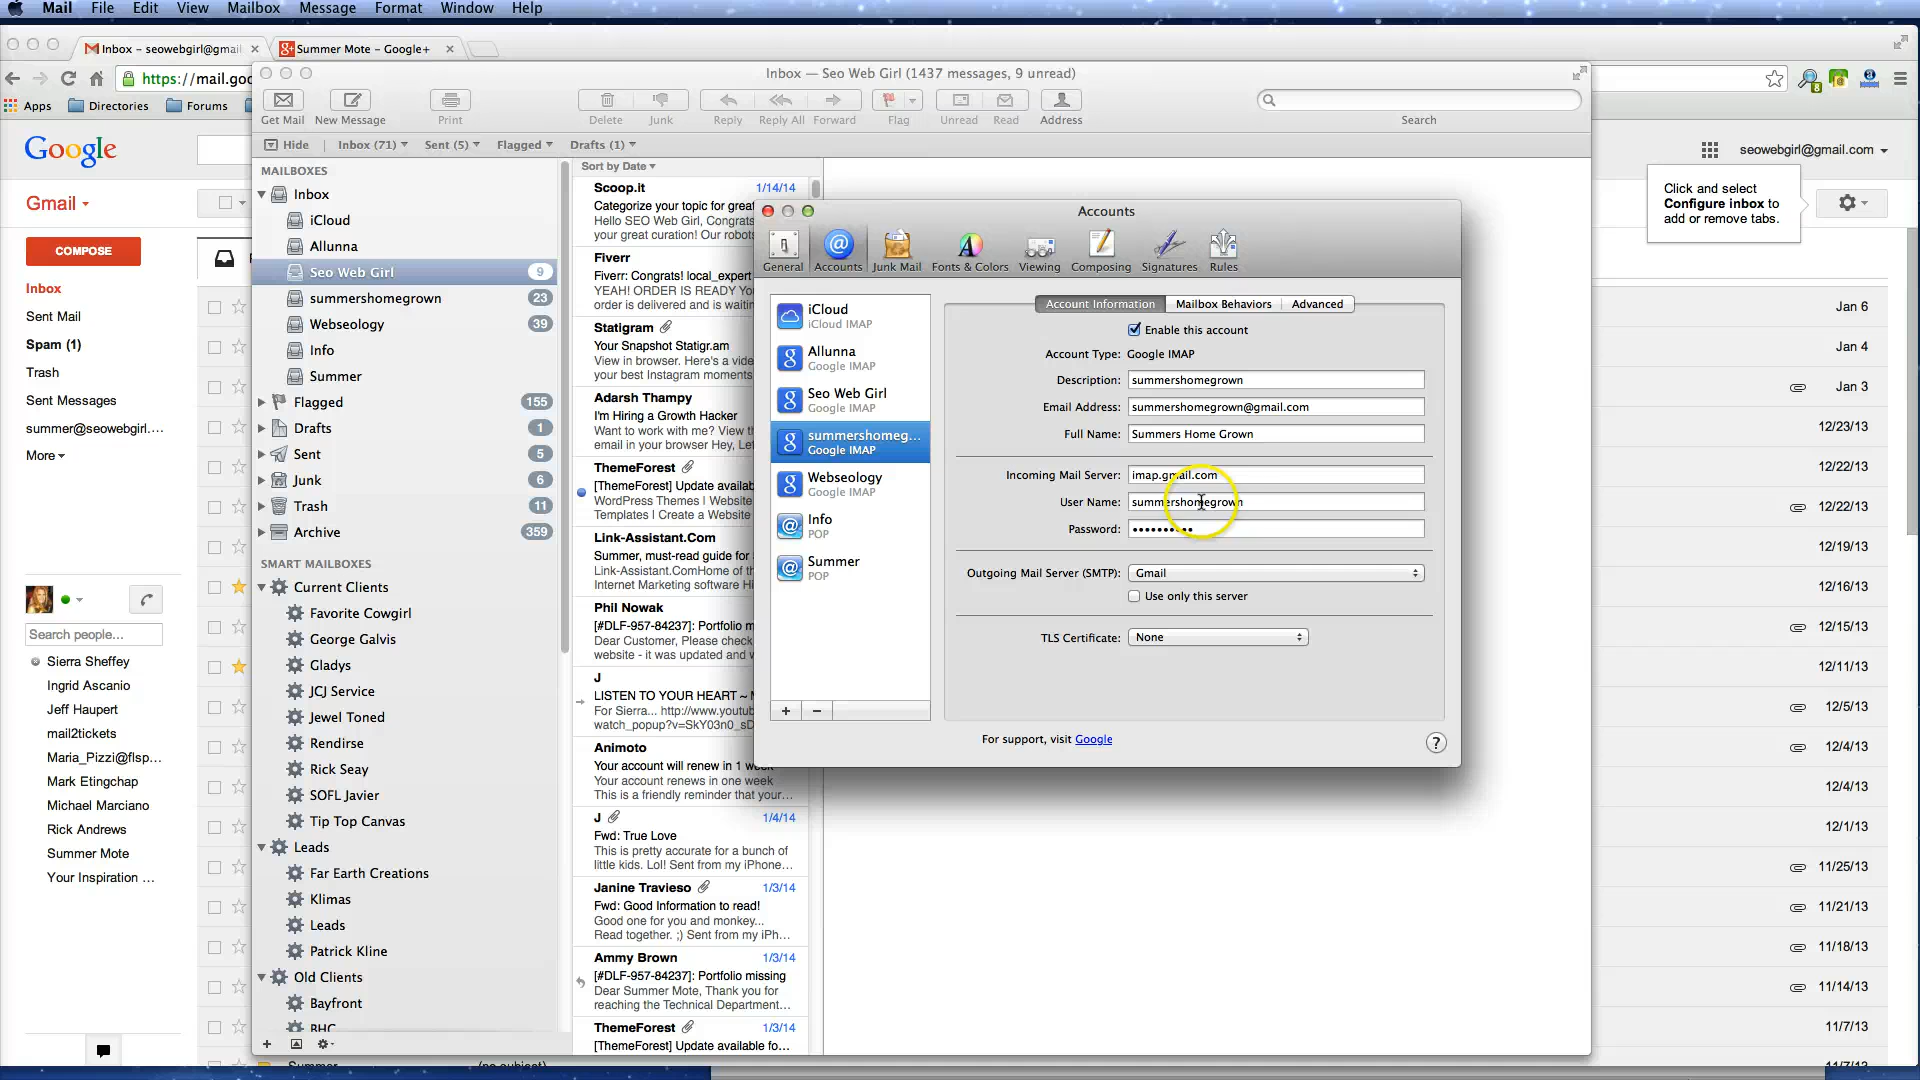 Mail File Edit View Mailbox Message Format Window Help
Inbox – seowebgirl@gmai
Summer Mote – Google+
https://mail.goo
Apps Directories Forums
Inbox — Seo Web Girl (1437 messages, 9 unread)
Get Mail New Message Print Delete Junk Reply Reply All Forward Flag Unread Read Address Search
Hide Inbox (71) Sent (5) Flagged Drafts (1)
Google
seowebgirl@gmail.com
Click and select
Configure inbox to
add or remove tabs.
Gmail
COMPOSE
Inbox
Sent Mail
Spam (1)
Trash
Sent Messages
summer@seowebgirl....
More
Search people...
Sierra Sheffey
Ingrid Ascanio
Jeff Haupert
mail2tickets
Maria_Pizzi@flsp...
Mark Etingchap
Michael Marciano
Rick Andrews
Summer Mote
Your Inspiration ...
MAILBOXES
Inbox
iCloud
Allunna
Seo Web Girl 9
summershomegrown 23
Webseology 39
Info
Summer
Flagged 155
Drafts 1
Sent 5
Junk 6
Trash 11
Archive 359
SMART MAILBOXES
Current Clients
Favorite Cowgirl
George Galvis
Gladys
JCJ Service
Jewel Toned
Rendirse
Rick Seay
SOFL Javier
Tip Top Canvas
Leads
Far Earth Creations
Klimas
Leads
Patrick Kline
Old Clients
Bayfront
BHC
Summer (no subject)
Sort by Date
Scoop.it 1/14/14
Categorize your topic for grea
Hello SEO Web Girl, Congrats
your great curation! Our robots
Fiverr
Fiverr: Congrats! local_expert
YEAH! ORDER IS READY Yo
order is delivered and is waitin
Statigram
Your Snapshot Statigr.am
View in browser. Here's a vide
your best Instagram moments
Adarsh Thampy
I'm Hiring a Growth Hacker
Want to work with me? View th
email in your browser Hey, Let
ThemeForest
[ThemeForest] Update availab
WordPress Themes | Website
Templates | Create a Website
Link-Assistant.Com
Summer, must-read guide for
Link-Assistant.ComHome of th
Internet Marketing software Hi
Phil Nowak
[#DLF-957-84237]: Portfolio m
Dear Customer, Please check
website - it was updated and w
J
LISTEN TO YOUR HEART ~ M
For Sierra... http://www.youtub
watch_popup?v=SkY03n0_sD
Animoto
Your account will renew in 1 week
Your account renews in one week
This is a friendly reminder that your...
J 1/4/14
Fwd: True Love
This is pretty accurate for a bunch of
little kids. Lol! Sent from my iPhone...
Janine Travieso 1/3/14
Fwd: Good Information to read!
Good one for you and monkey...
Read together. ;) Sent from my iPh...
Ammy Brown 1/3/14
[#DLF-957-84237]: Portfolio missing
Dear Summer Mote, Thank you for
reaching the Technical Department...
ThemeForest 1/3/14
[ThemeForest] Update available fo...
Accounts
General Accounts Junk Mail Fonts & Colors Viewing Composing Signatures Rules
iCloud
iCloud IMAP
Allunna
Google IMAP
Seo Web Girl
Google IMAP
summershomeg...
Google IMAP
Webseology
Google IMAP
Info
POP
Summer
POP
Account Information Mailbox Behaviors Advanced
Enable this account
Account Type: Google IMAP
Description: summershomegrown
Email Address: summershomegrown@gmail.com
Full Name: Summers Home Grown
Incoming Mail Server: imap.gmail.com
User Name: summershomegrown
Password: ••••••••••
Outgoing Mail Server (SMTP): Gmail
Use only this server
TLS Certificate: None
For support, visit Google
?
Jan 6
Jan 4
Jan 3
12/23/13
12/22/13
12/22/13
12/19/13
12/16/13
12/15/13
12/11/13
12/5/13
12/4/13
12/4/13
12/1/13
11/25/13
11/21/13
11/18/13
11/14/13
11/7/13